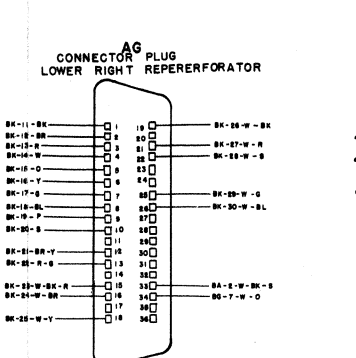 AG
CONNECTOR PLUG
LOWER RIGHT REPERERFORATOR
BK-11-BK 1 19 BK-26-W-BK
BK-12-BR 2 20
BK-13-R 3 21 BK-27-W-R
BK-14-W 4 22 BK-28-W-S
BK-15-O 5 23
BK-16-Y 6 24
BK-17-G 7 25 BK-29-W-G
BK-18-BL 8 26 BK-30-W-BL
BK-19-P 9 27
BK-20-S 10 28
11 29
BK-21-BR-Y 12 30
BK-22-R-G 13 31
14 32
BK-23-W-BK-R 15 33 BA-2-W-BK-S
BK-24-W-BR 16 34 BG-7-W-O
17 35
BK-25-W-Y 18 36